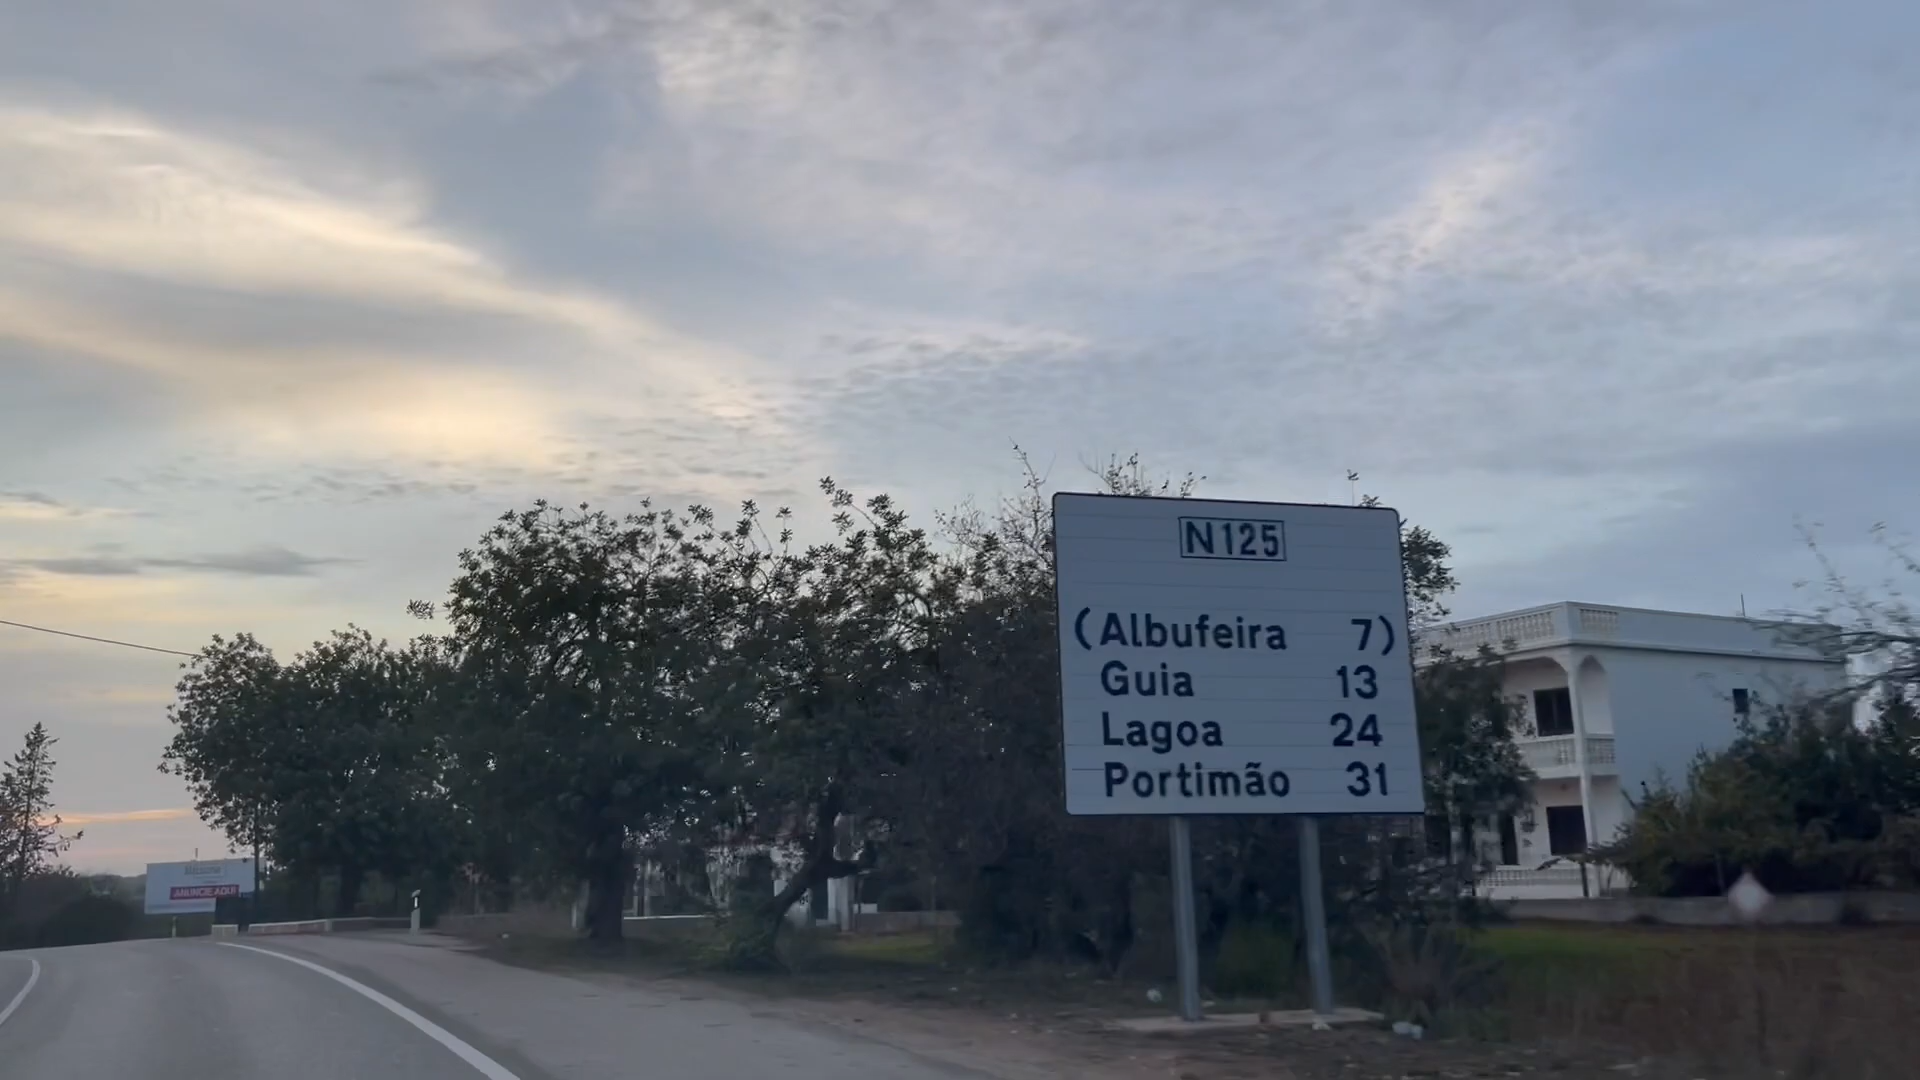 N125
(Albufeira 7)
Guia 13
Lagoa 24
Portimão 31
ANUNCIE AQUI